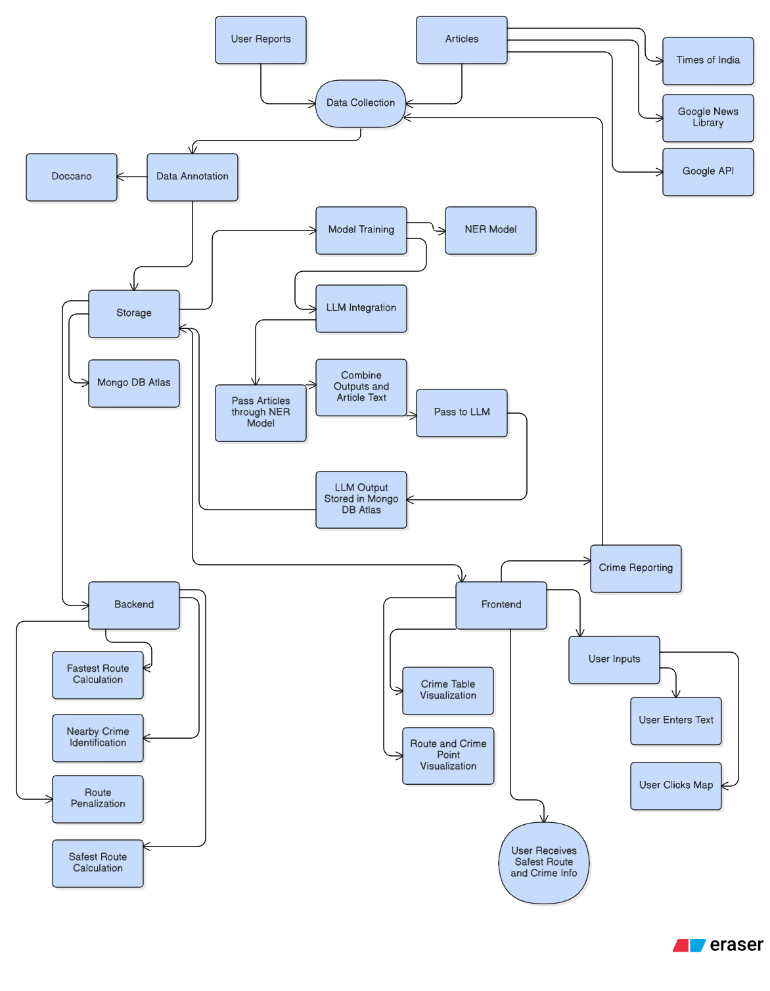 User Reports
Articles
Times of India
Data Collection
Google News
Library
Google API
Doccano
Data Annotation
Model Training
NER Model
Storage
LLM Integration
Mongo DB Atlas
Combine
Outputs and
Article Text
Pass Articles
through NER
Model
Pass to LLM
LLM Output
Stored in Mongo
DB Atlas
Crime Reporting
Backend
Frontend
User Inputs
Fastest Route
Calculation
Crime Table
Visualization
User Enters Text
Nearby Crime
Identification
Route and Crime
Point
Visualization
User Clicks Map
Route
Penalization
Safest Route
Calculation
User Receives
Safest Route
and Crime Info
eraser